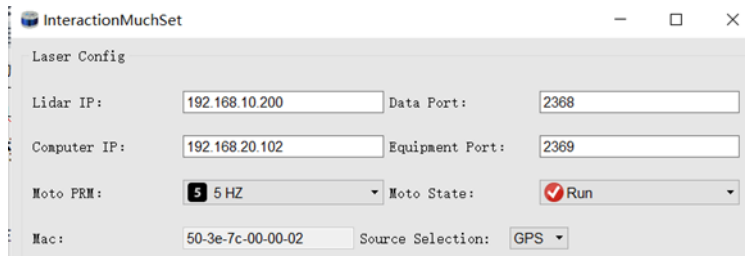 InteractionMuchSet
Laser Config
Lidar IP: 192.168.10.200 Data Port: 2368
Computer IP: 192.168.20.102 Equipment Port: 2369
Moto PRM: 5 5 HZ Moto State: Run
Mac: 50-3e-7c-00-00-02 Source Selection: GPS